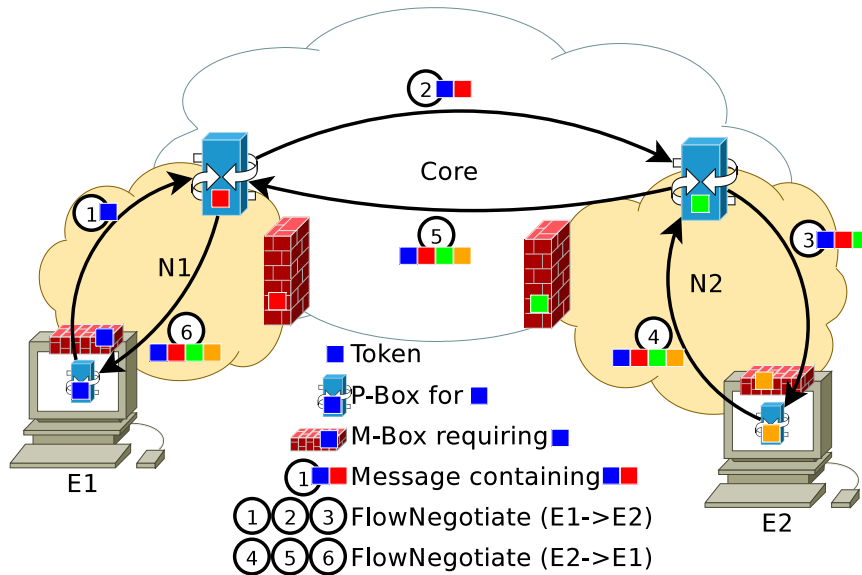 2
Core
1
5
3
N1
N2
6
4
Token
P-Box for
M-Box requiring
E1
1 Message containing
E2
1 2 3 FlowNegotiate (E1->E2)
4 5 6 FlowNegotiate (E2->E1)